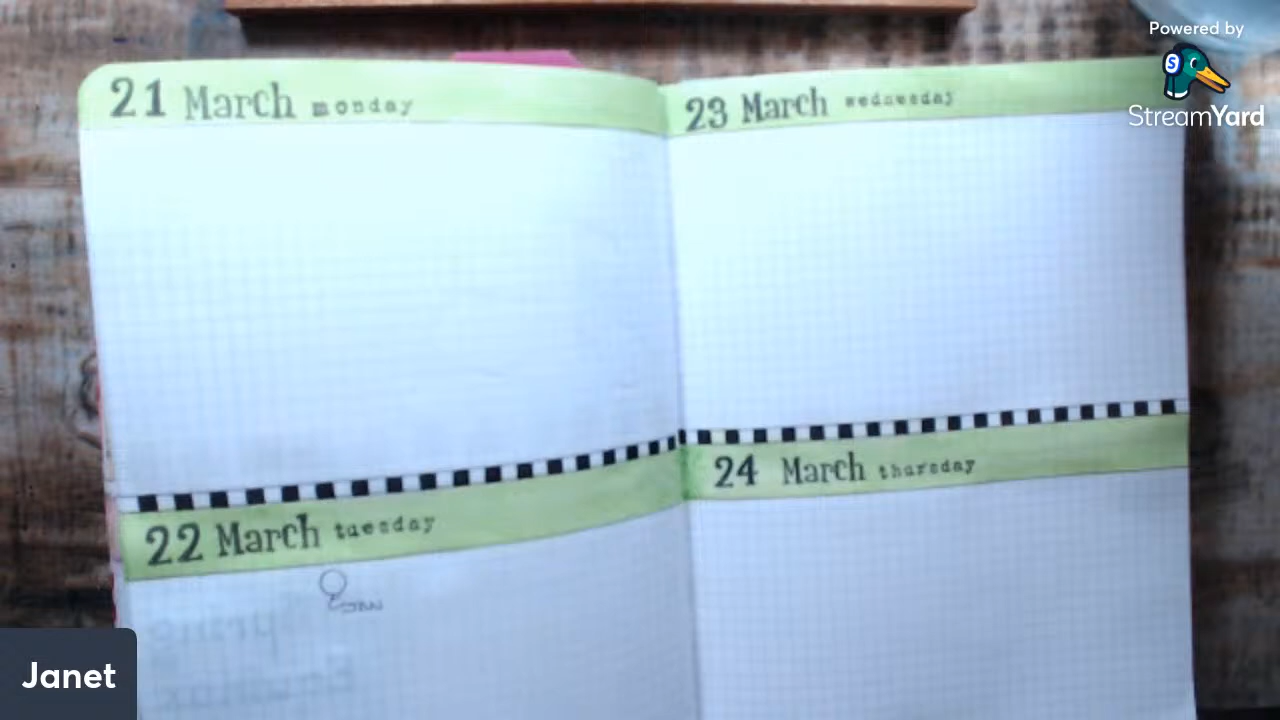 21 March monday
22 March tuesday
23 March wednesday
24 March thursday
Powered by
StreamYard
Janet